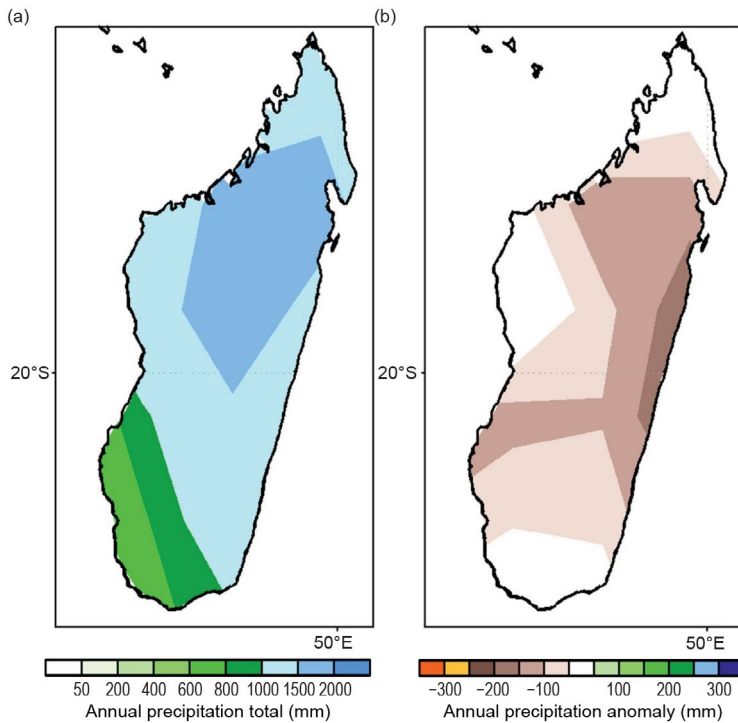 (a)
(b)
20°S
20°S
50°E
50°E
50 200 400 600 800 1000 1500 2000
−300 −200 −100 100 200 300
Annual precipitation total (mm)
Annual precipitation anomaly (mm)